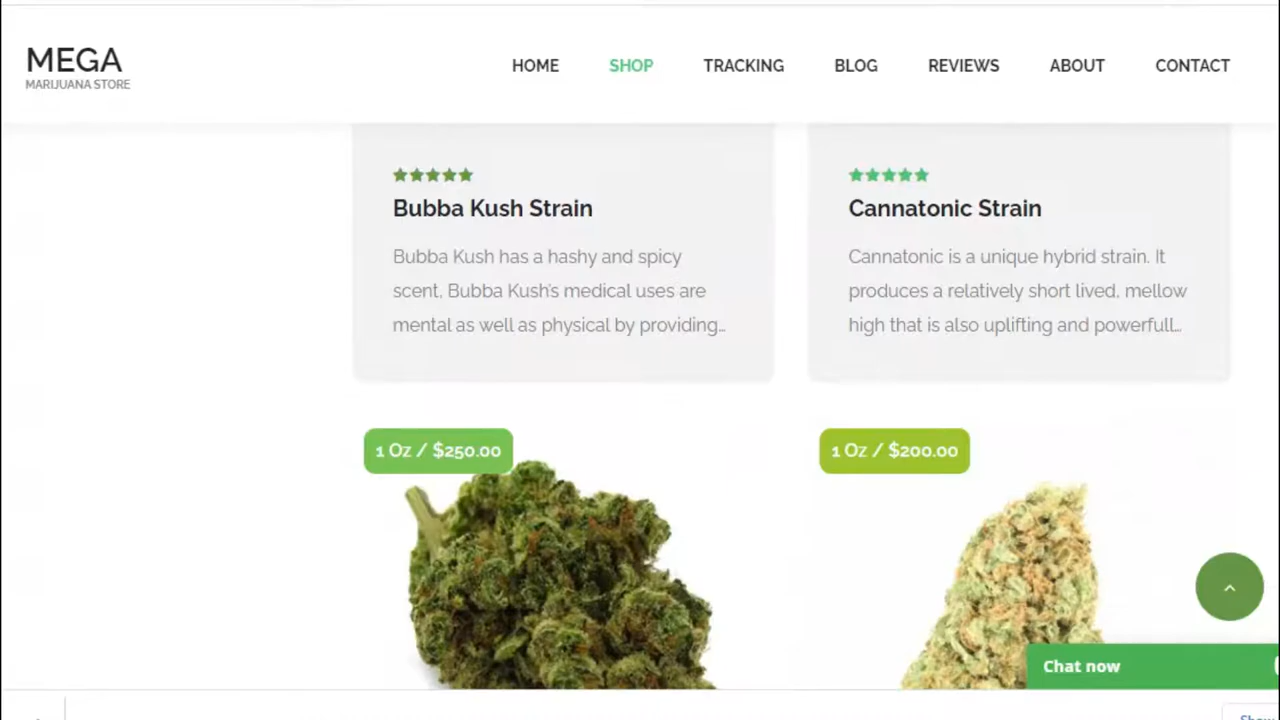 MEGA
MARIJUANA STORE
HOME SHOP TRACKING BLOG REVIEWS ABOUT CONTACT
Bubba Kush Strain
Bubba Kush has a hashy and spicy
scent, Bubba Kush's medical uses are
mental as well as physical by providing...
Cannatonic Strain
Cannatonic is a unique hybrid strain. It
produces a relatively short lived, mellow
high that is also uplifting and powerfull...
1 Oz / $250.00
1 Oz / $200.00
Chat now